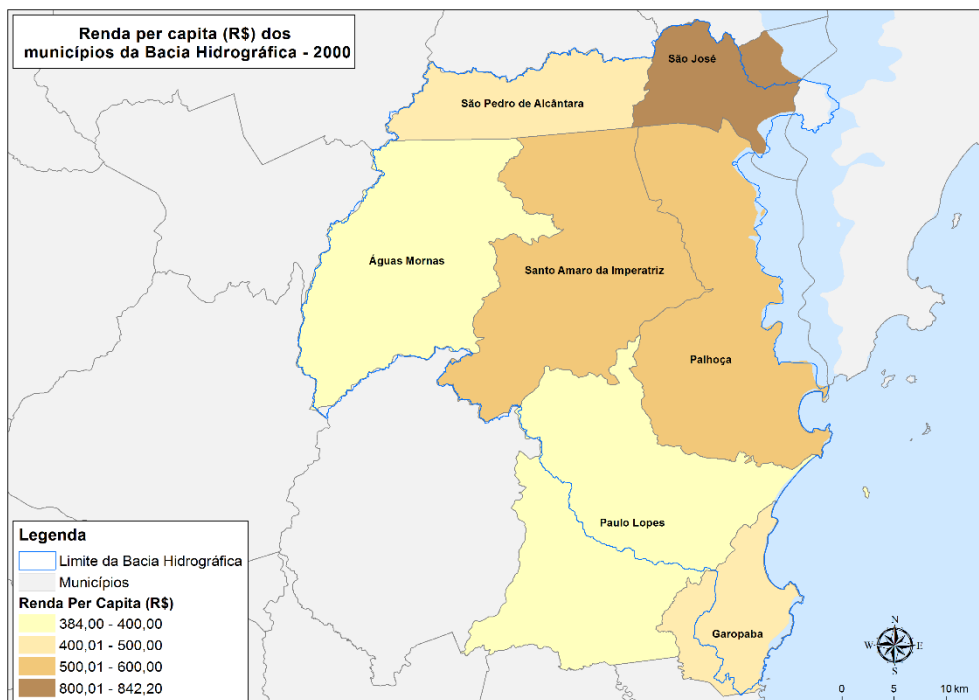 Renda per capita (R$) dos
municípios da Bacia Hidrográfica - 2000
São José
São Pedro de Alcântara
Águas Mornas
Santo Amaro da Imperatriz
Palhoça
Paulo Lopes
Garopaba
Legenda
Limite da Bacia Hidrográfica
Municípios
Renda Per Capita (R$)
384,00 - 400,00
400,01 - 500,00
500,01 - 600,00
800,01 - 842,20
N
W E
S
0 5 10 km